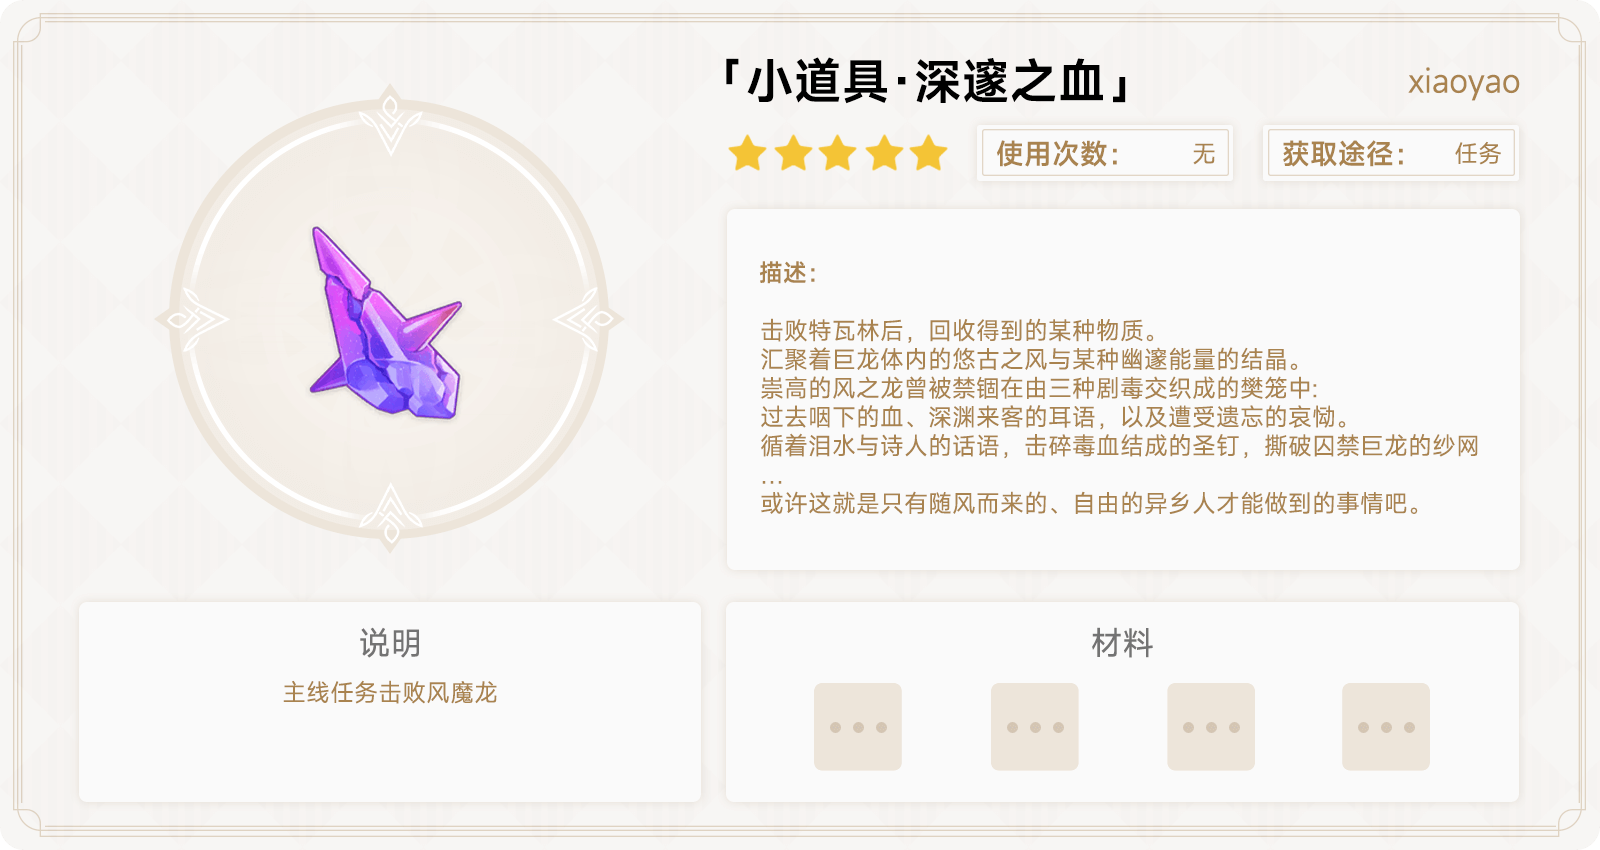 「小道具·深邃之血」
xiaoyao
使用次数： 无
获取途径： 任务
描述：
击败特瓦林后，回收得到的某种物质。
汇聚着巨龙体内的悠古之风与某种幽邃能量的结晶。
崇高的风之龙曾被禁锢在由三种剧毒交织成的樊笼中:
过去咽下的血、深渊来客的耳语，以及遭受遗忘的哀恸。
循着泪水与诗人的话语，击碎毒血结成的圣钉，撕破囚禁巨龙的纱网
…
或许这就是只有随风而来的、自由的异乡人才能做到的事情吧。
说明
主线任务击败风魔龙
材料